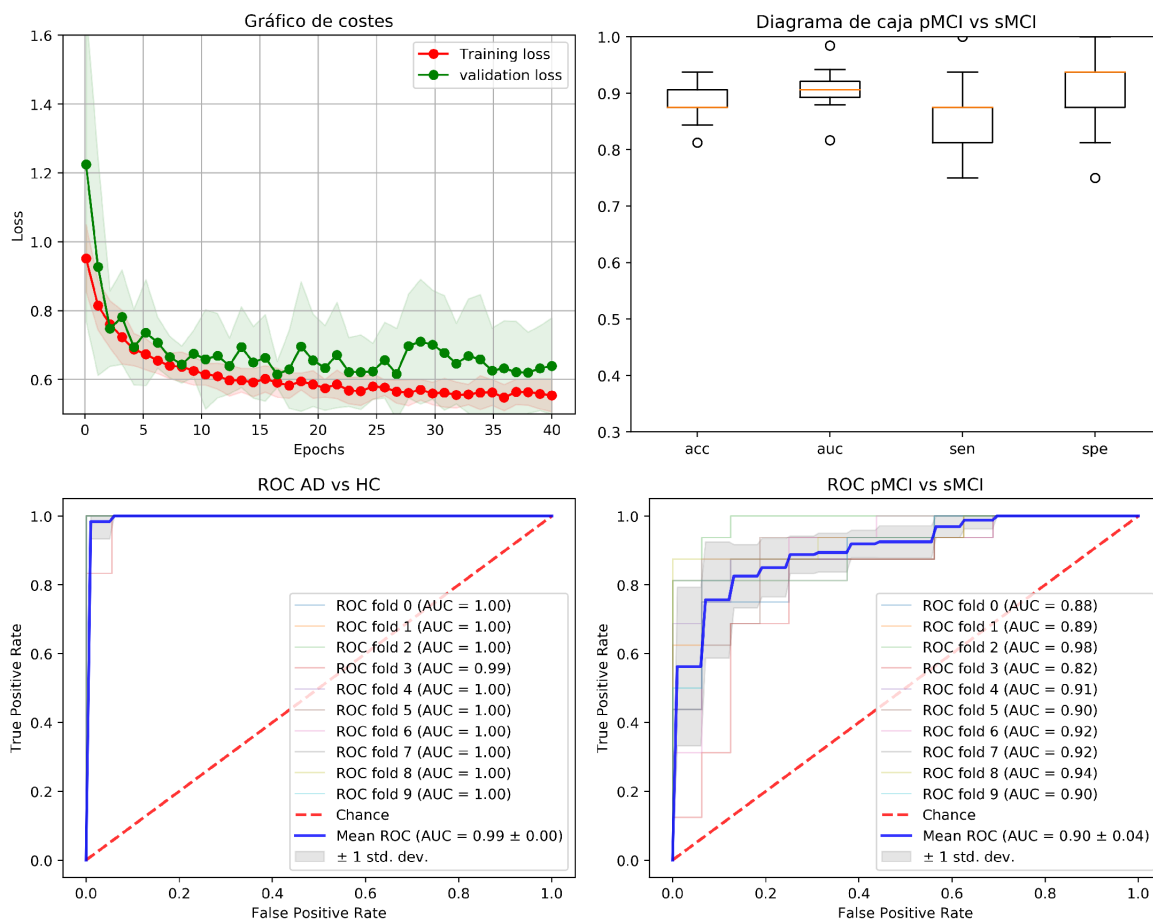 Gráfico de costes
1.6
1.4
1.2
1.0
0.8
0.6
Loss
Training loss
validation loss
0 5 10 15 20 25 30 35 40
Epochs
Diagrama de caja pMCI vs sMCI
1.0
0.9
0.8
0.7
0.6
0.5
0.4
0.3
acc auc sen spe
ROC AD vs HC
1.0
0.8
0.6
0.4
0.2
0.0
True Positive Rate
ROC fold 0 (AUC = 1.00)
ROC fold 1 (AUC = 1.00)
ROC fold 2 (AUC = 1.00)
ROC fold 3 (AUC = 0.99)
ROC fold 4 (AUC = 1.00)
ROC fold 5 (AUC = 1.00)
ROC fold 6 (AUC = 1.00)
ROC fold 7 (AUC = 1.00)
ROC fold 8 (AUC = 1.00)
ROC fold 9 (AUC = 1.00)
Chance
Mean ROC (AUC = 0.99 ± 0.00)
± 1 std. dev.
0.0 0.2 0.4 0.6 0.8 1.0
False Positive Rate
ROC pMCI vs sMCI
1.0
0.8
0.6
0.4
0.2
0.0
True Positive Rate
ROC fold 0 (AUC = 0.88)
ROC fold 1 (AUC = 0.89)
ROC fold 2 (AUC = 0.98)
ROC fold 3 (AUC = 0.82)
ROC fold 4 (AUC = 0.91)
ROC fold 5 (AUC = 0.90)
ROC fold 6 (AUC = 0.92)
ROC fold 7 (AUC = 0.92)
ROC fold 8 (AUC = 0.94)
ROC fold 9 (AUC = 0.90)
Chance
Mean ROC (AUC = 0.90 ± 0.04)
± 1 std. dev.
0.0 0.2 0.4 0.6 0.8 1.0
False Positive Rate